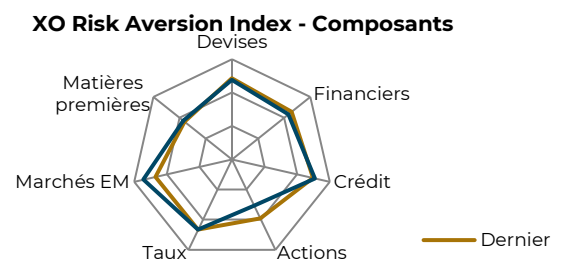 XO Risk Aversion Index - Composants
Devises
Matières
premières
Financiers
Marchés EM
Crédit
Taux
Actions
Dernier